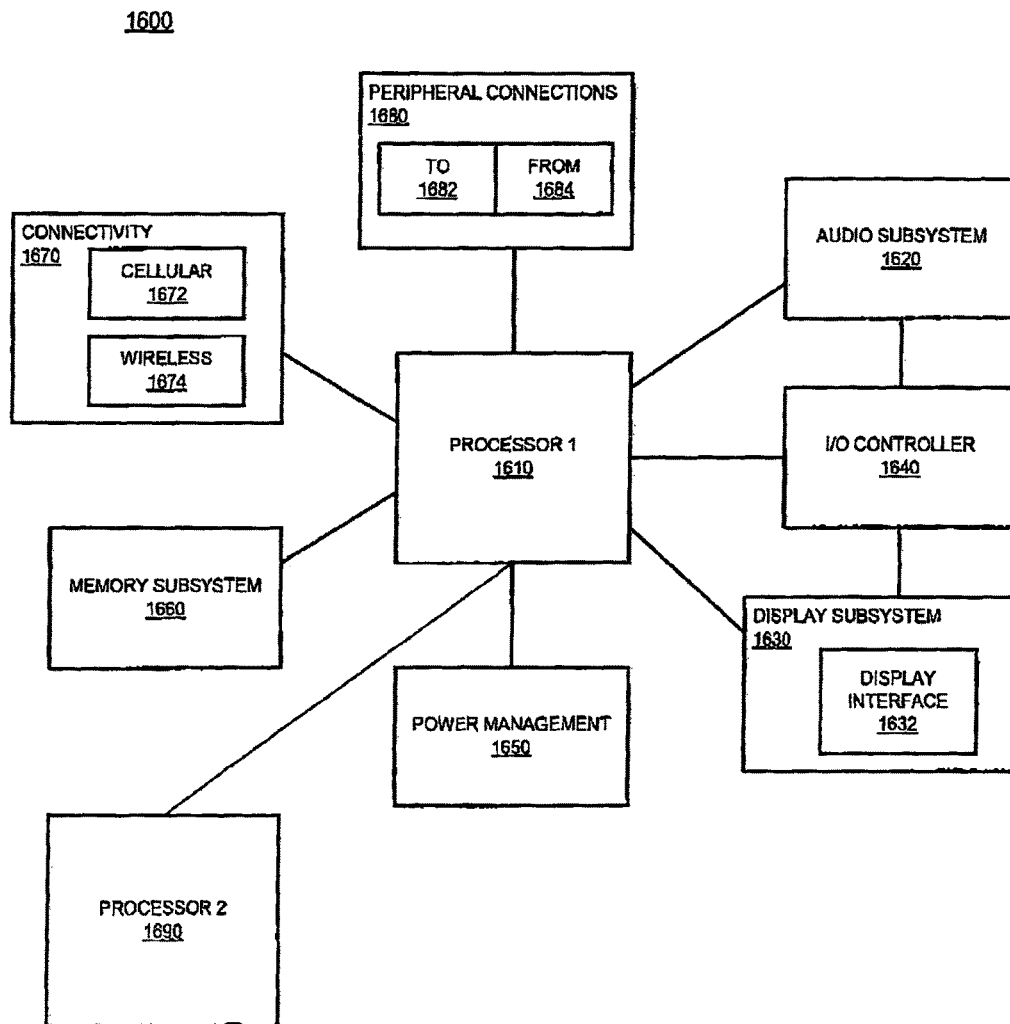 1600
PERIPHERAL CONNECTIONS
1680
TO
1682
FROM
1684
CONNECTIVITY
1670
CELLULAR
1672
WIRELESS
1674
AUDIO SUBSYSTEM
1620
PROCESSOR 1
1610
I/O CONTROLLER
1640
MEMORY SUBSYSTEM
1660
DISPLAY SUBSYSTEM
1630
DISPLAY
INTERFACE
1632
POWER MANAGEMENT
1650
PROCESSOR 2
1690